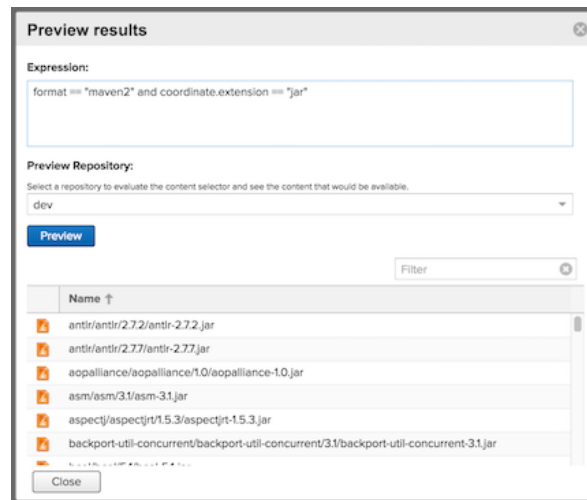 Preview results
Expression:
format == "maven2" and coordinate.extension == "jar"
Preview Repository:
Select a repository to evaluate the content selector and see the content that would be available.
dev
Preview
Filter
Name ↑
antlr/antlr/2.7.2/antlr-2.7.2.jar
antlr/antlr/2.7.7/antlr-2.7.7.jar
aopalliance/aopalliance/1.0/aopalliance-1.0.jar
asm/asm/3.1/asm-3.1.jar
aspectj/aspectjrt/1.5.3/aspectjrt-1.5.3.jar
backport-util-concurrent/backport-util-concurrent/3.1/backport-util-concurrent-3.1.jar
Close